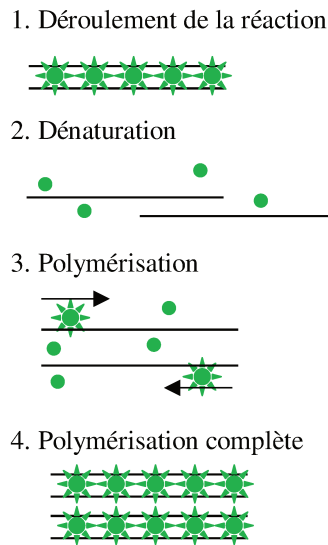 1. Déroulement de la réaction
2. Dénaturation
3. Polymérisation
4. Polymérisation complète